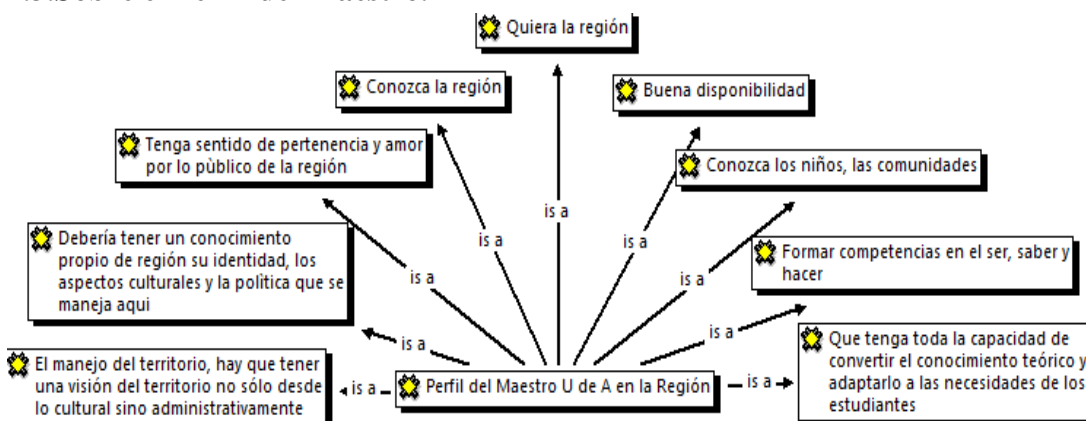 Quiera la región
Conozca la región
Buena disponibilidad
Tenga sentido de pertenencia y amor
por lo pùblico de la región
Conozca los niños, las comunidades
is a
is a
is a
Debería tener un conocimiento
propio de región su identidad, los
aspectos culturales y la polìtica que se
maneja aqui
is a
is a
Formar competencias en el ser, saber y
hacer
is a
is a
El manejo del territorio, hay que tener
una visión del territorio no sólo desde
lo cultural sino administrativamente
is a
Perfil del Maestro U de A en la Región
is a
Que tenga toda la capacidad de
convertir el conocimiento teórico y
adaptarlo a las necesidades de los
estudiantes